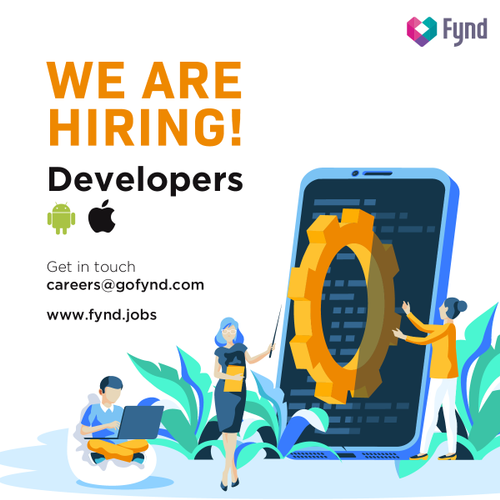 Fynd
WE ARE
HIRING!
Developers
Get in touch
careers@gofynd.com
www.fynd.jobs